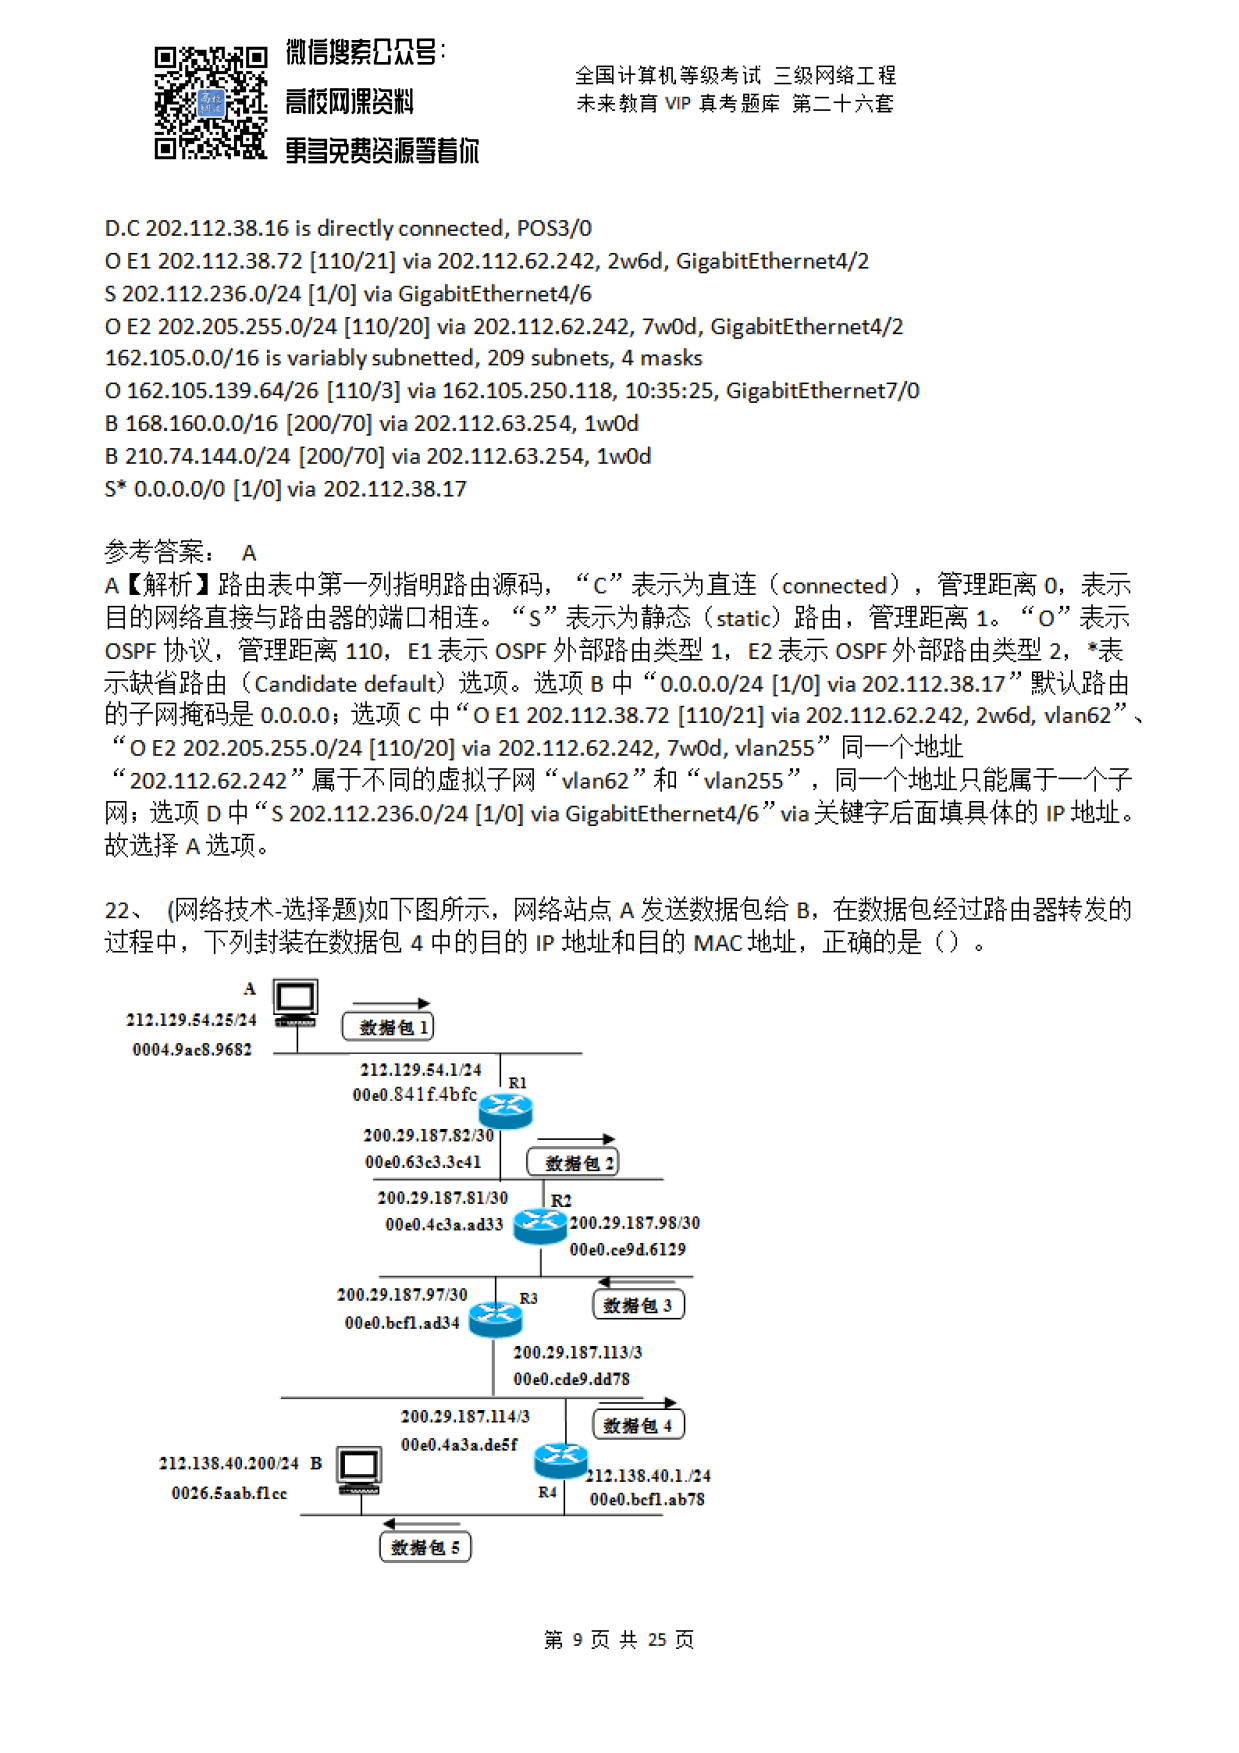 微信搜索公众号：
高校网课资料
更多免费资源等着你
高校
网课
全国计算机等级考试 三级网络工程
未来教育 VIP 真考题库 第二十六套
D.C 202.112.38.16 is directly connected, POS3/0
O E1 202.112.38.72 [110/21] via 202.112.62.242, 2w6d, GigabitEthernet4/2
S 202.112.236.0/24 [1/0] via GigabitEthernet4/6
O E2 202.205.255.0/24 [110/20] via 202.112.62.242, 7w0d, GigabitEthernet4/2
162.105.0.0/16 is variably subnetted, 209 subnets, 4 masks
O 162.105.139.64/26 [110/3] via 162.105.250.118, 10:35:25, GigabitEthernet7/0
B 168.160.0.0/16 [200/70] via 202.112.63.254, 1w0d
B 210.74.144.0/24 [200/70] via 202.112.63.254, 1w0d
S* 0.0.0.0/0 [1/0] via 202.112.38.17
参考答案： A
A【解析】路由表中第一列指明路由源码，“C”表示为直连（connected），管理距离 0，表示
目的网络直接与路由器的端口相连。“S”表示为静态（static）路由，管理距离 1。“O”表示
OSPF 协议，管理距离 110，E1 表示 OSPF 外部路由类型 1，E2 表示 OSPF 外部路由类型 2，*表
示缺省路由（Candidate default）选项。选项 B 中“0.0.0.0/24 [1/0] via 202.112.38.17”默认路由
的子网掩码是 0.0.0.0；选项 C 中“O E1 202.112.38.72 [110/21] via 202.112.62.242, 2w6d, vlan62”、
“O E2 202.205.255.0/24 [110/20] via 202.112.62.242, 7w0d, vlan255”同一个地址
“202.112.62.242”属于不同的虚拟子网“vlan62”和“vlan255”，同一个地址只能属于一个子
网；选项 D 中“S 202.112.236.0/24 [1/0] via GigabitEthernet4/6”via 关键字后面填具体的 IP 地址。
故选择 A 选项。
22、 (网络技术-选择题)如下图所示，网络站点 A 发送数据包给 B，在数据包经过路由器转发的
过程中，下列封装在数据包 4 中的目的 IP 地址和目的 MAC 地址，正确的是（）。
A
212.129.54.25/24
0004.9ac8.9682
数据包 1
212.129.54.1/24
00e0.841f.4bfc
R1
200.29.187.82/30
00e0.63c3.3c41
数据包 2
200.29.187.81/30
00e0.4c3a.ad33
R2
200.29.187.98/30
00e0.ce9d.6129
200.29.187.97/30
00e0.bcf1.ad34
R3
数据包 3
200.29.187.113/3
00e0.cde9.dd78
200.29.187.114/3
00e0.4a3a.de5f
数据包 4
212.138.40.200/24 B
0026.5aab.f1cc
R4
212.138.40.1./24
00e0.bcf1.ab78
数据包 5
第 9 页 共 25 页